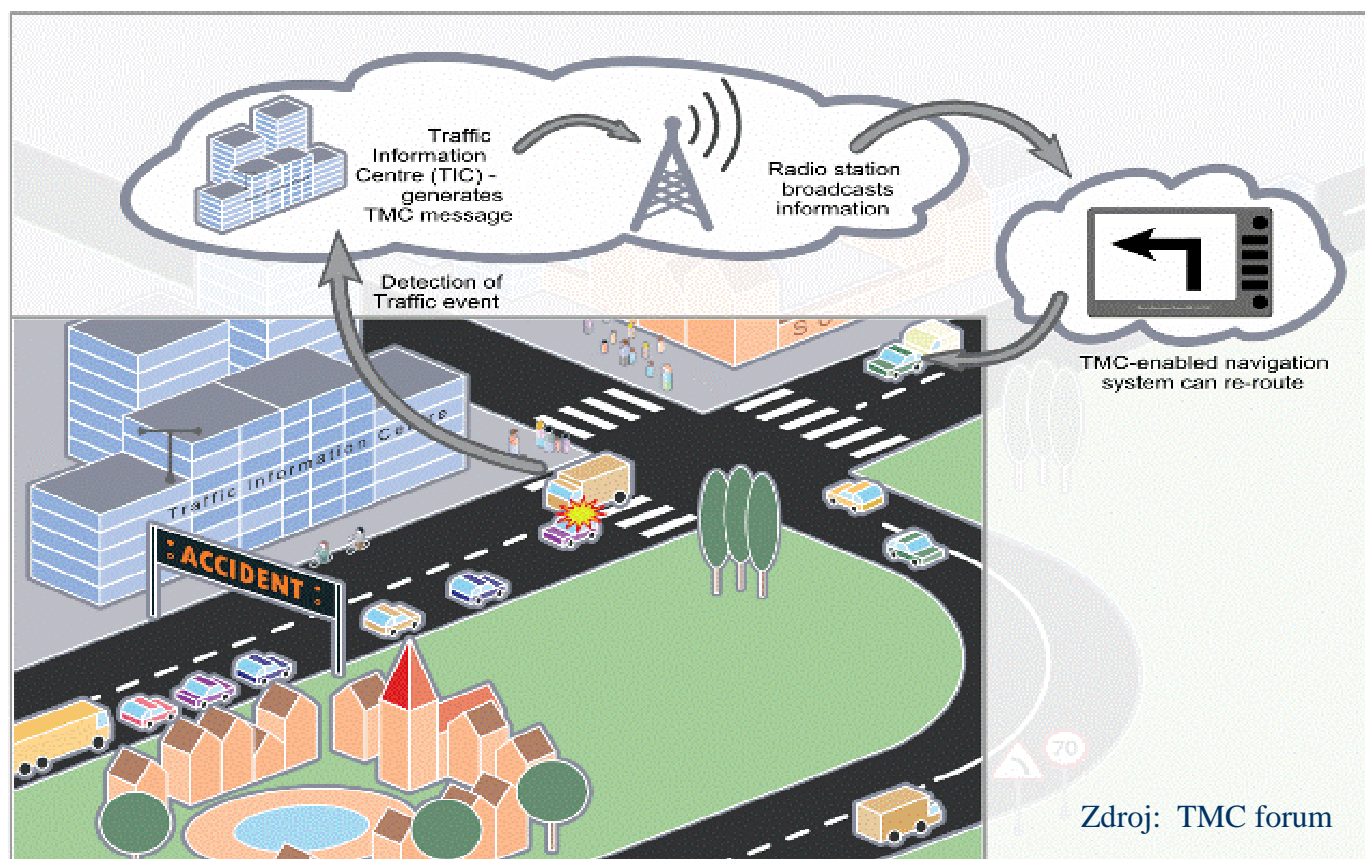 Traffic
Information
Centre (TIC) -
generates
TMC message
Radio station
broadcasts
information
Detection of
Traffic event
TMC-enabled navigation
system can re-route
Traffic Information Centre
: ACCIDENT :
70
Zdroj: TMC forum